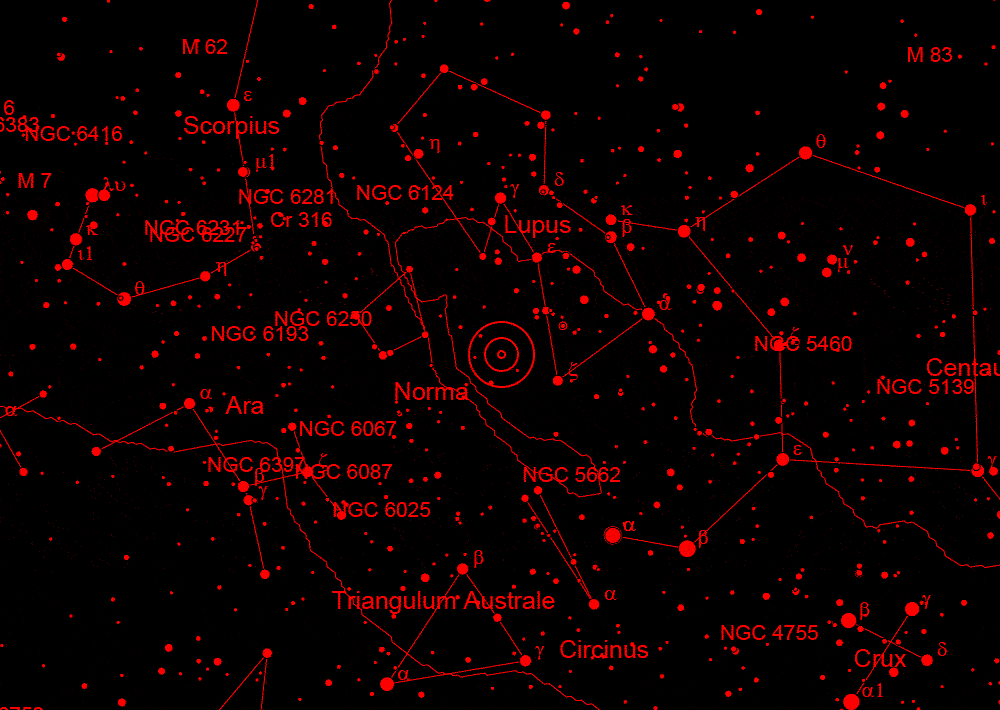 M 62
M 83
ε
6
6383
NGC 6416
Scorpius
η
θ
μ1
M 7
λ
υ
NGC 6281
NGC 6124
γ
δ
ι
Cr 316
κ
NGC 6231
NGC 6227
Lupus
β
η
κ
ι1
ε
ν
μ
η
θ
α
NGC 6250
NGC 6193
ζ
NGC 5460
ζ
Centau
NGC 5139
Norma
α
Ara
α
NGC 6067
ε
ζ
γ
NGC 6397
NGC 6087
β
NGC 5662
γ
NGC 6025
α
β
β
α
Triangulum Australe
β
γ
NGC 4755
Circinus
γ
δ
Crux
α
α1